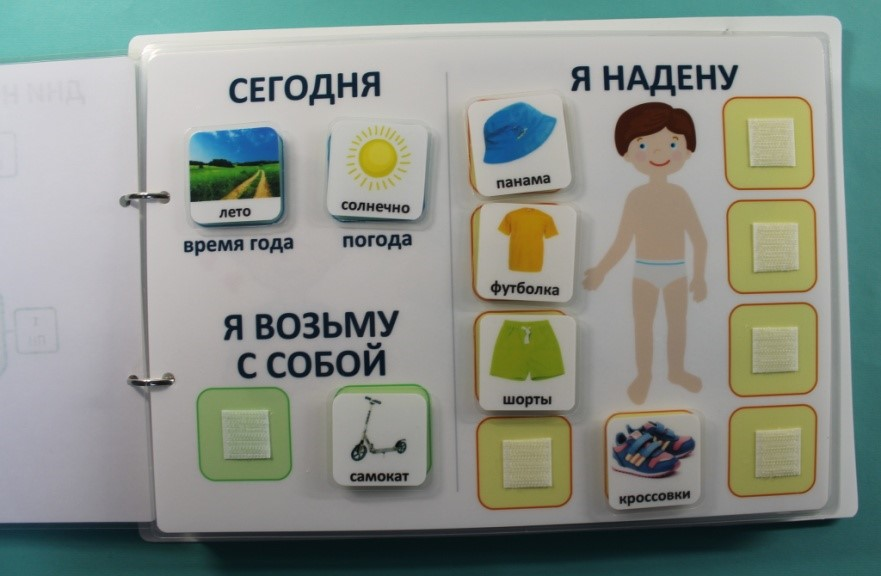 СЕГОДНЯ
лето
солнечно
время года
погода
Я ВОЗЬМУ
С СОБОЙ
самокат
Я НАДЕНУ
панама
футболка
шорты
кроссовки